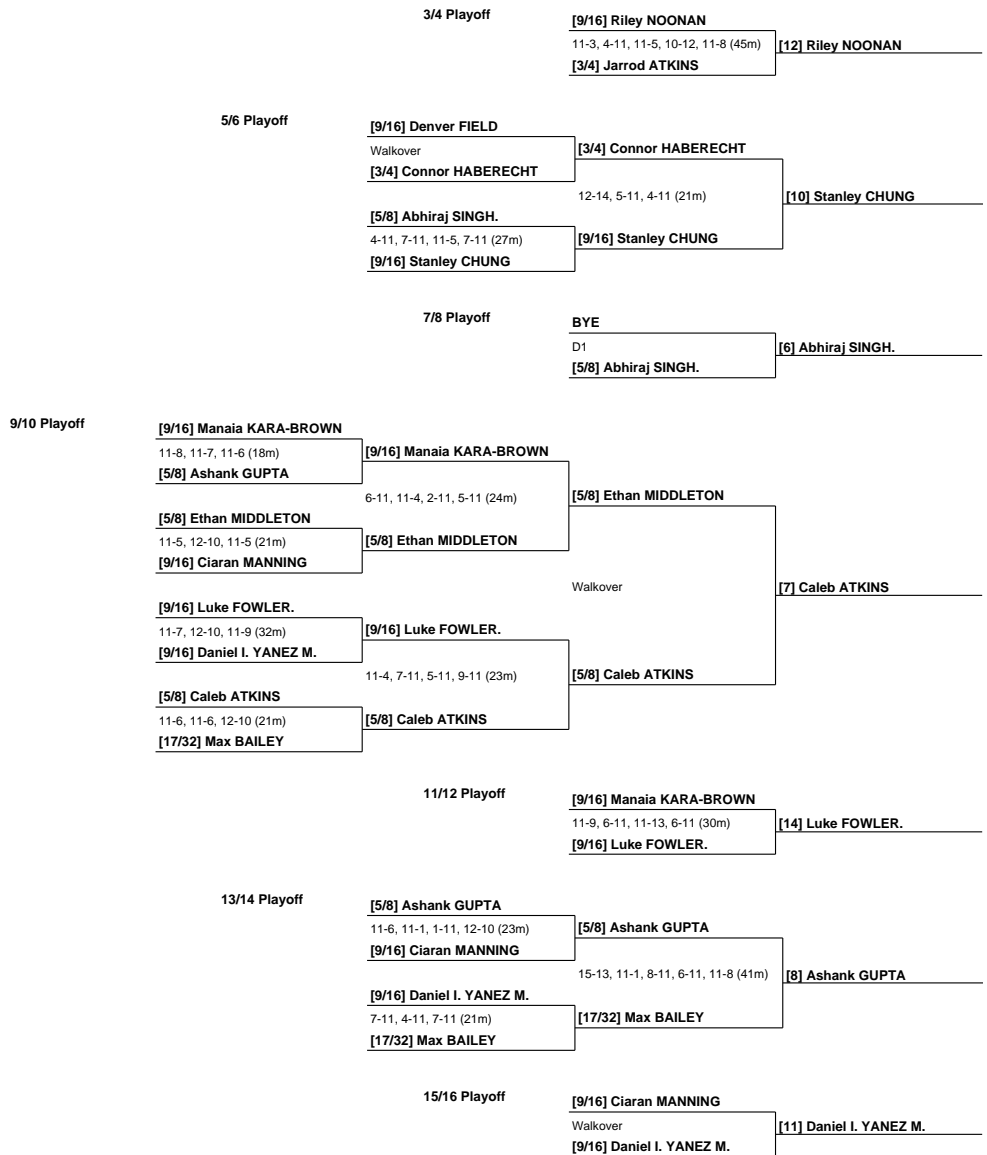 3/4 Playoff
[9/16] Riley NOONAN
11-3, 4-11, 11-5, 10-12, 11-8 (45m)
[12] Riley NOONAN
[3/4] Jarrod ATKINS
5/6 Playoff
[9/16] Denver FIELD
Walkover
[3/4] Connor HABERECHT
[3/4] Connor HABERECHT
12-14, 5-11, 4-11 (21m)
[10] Stanley CHUNG
[5/8] Abhiraj SINGH.
4-11, 7-11, 11-5, 7-11 (27m)
[9/16] Stanley CHUNG
[9/16] Stanley CHUNG
7/8 Playoff
BYE
D1
[6] Abhiraj SINGH.
[5/8] Abhiraj SINGH.
9/10 Playoff
[9/16] Manaia KARA-BROWN
11-8, 11-7, 11-6 (18m)
[9/16] Manaia KARA-BROWN
[5/8] Ashank GUPTA
6-11, 11-4, 2-11, 5-11 (24m)
[5/8] Ethan MIDDLETON
[5/8] Ethan MIDDLETON
11-5, 12-10, 11-5 (21m)
[5/8] Ethan MIDDLETON
[9/16] Ciaran MANNING
Walkover
[7] Caleb ATKINS
[9/16] Luke FOWLER.
11-7, 12-10, 11-9 (32m)
[9/16] Luke FOWLER.
[9/16] Daniel I. YANEZ M.
11-4, 7-11, 5-11, 9-11 (23m)
[5/8] Caleb ATKINS
[5/8] Caleb ATKINS
11-6, 11-6, 12-10 (21m)
[5/8] Caleb ATKINS
[17/32] Max BAILEY
11/12 Playoff
[9/16] Manaia KARA-BROWN
11-9, 6-11, 11-13, 6-11 (30m)
[14] Luke FOWLER.
[9/16] Luke FOWLER.
13/14 Playoff
[5/8] Ashank GUPTA
11-6, 11-1, 1-11, 12-10 (23m)
[5/8] Ashank GUPTA
[9/16] Ciaran MANNING
15-13, 11-1, 8-11, 6-11, 11-8 (41m)
[8] Ashank GUPTA
[9/16] Daniel I. YANEZ M.
7-11, 4-11, 7-11 (21m)
[17/32] Max BAILEY
[17/32] Max BAILEY
15/16 Playoff
[9/16] Ciaran MANNING
Walkover
[11] Daniel I. YANEZ M.
[9/16] Daniel I. YANEZ M.